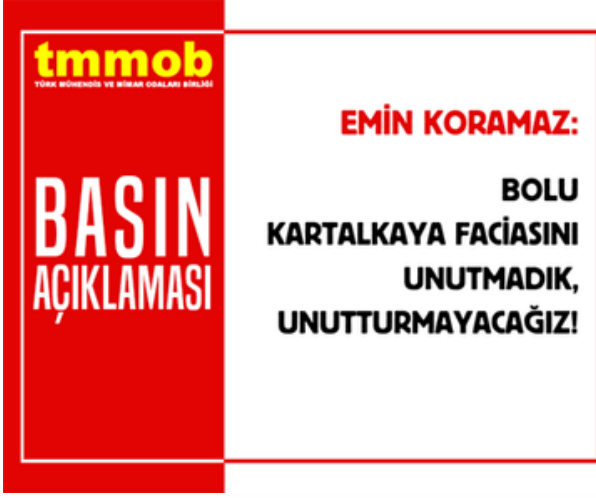 tmmob
TÜRK MÜHENDİS VE MİMAR ODALARI BİRLİĞİ
BASIN
AÇIKLAMASI
EMİN KORAMAZ:
BOLU
KARTALKAYA FACİASINI
UNUTMADIK,
UNUTTURMAYACAĞIZ!